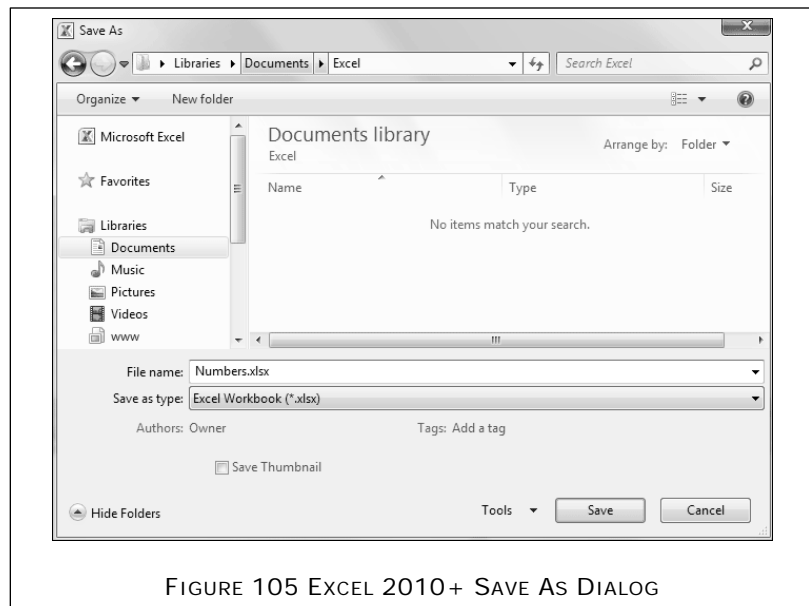 Save As
Libraries Documents Excel Search Excel
Organize New folder
Microsoft Excel
Favorites
Libraries
Documents
Music
Pictures
Videos
www
Documents library
Excel
Arrange by: Folder
Name Type Size
No items match your search.
File name: Numbers.xlsx
Save as type: Excel Workbook (*.xlsx)
Authors: Owner Tags: Add a tag
Save Thumbnail
Hide Folders Tools Save Cancel
FIGURE 105 EXCEL 2010+ SAVE AS DIALOG